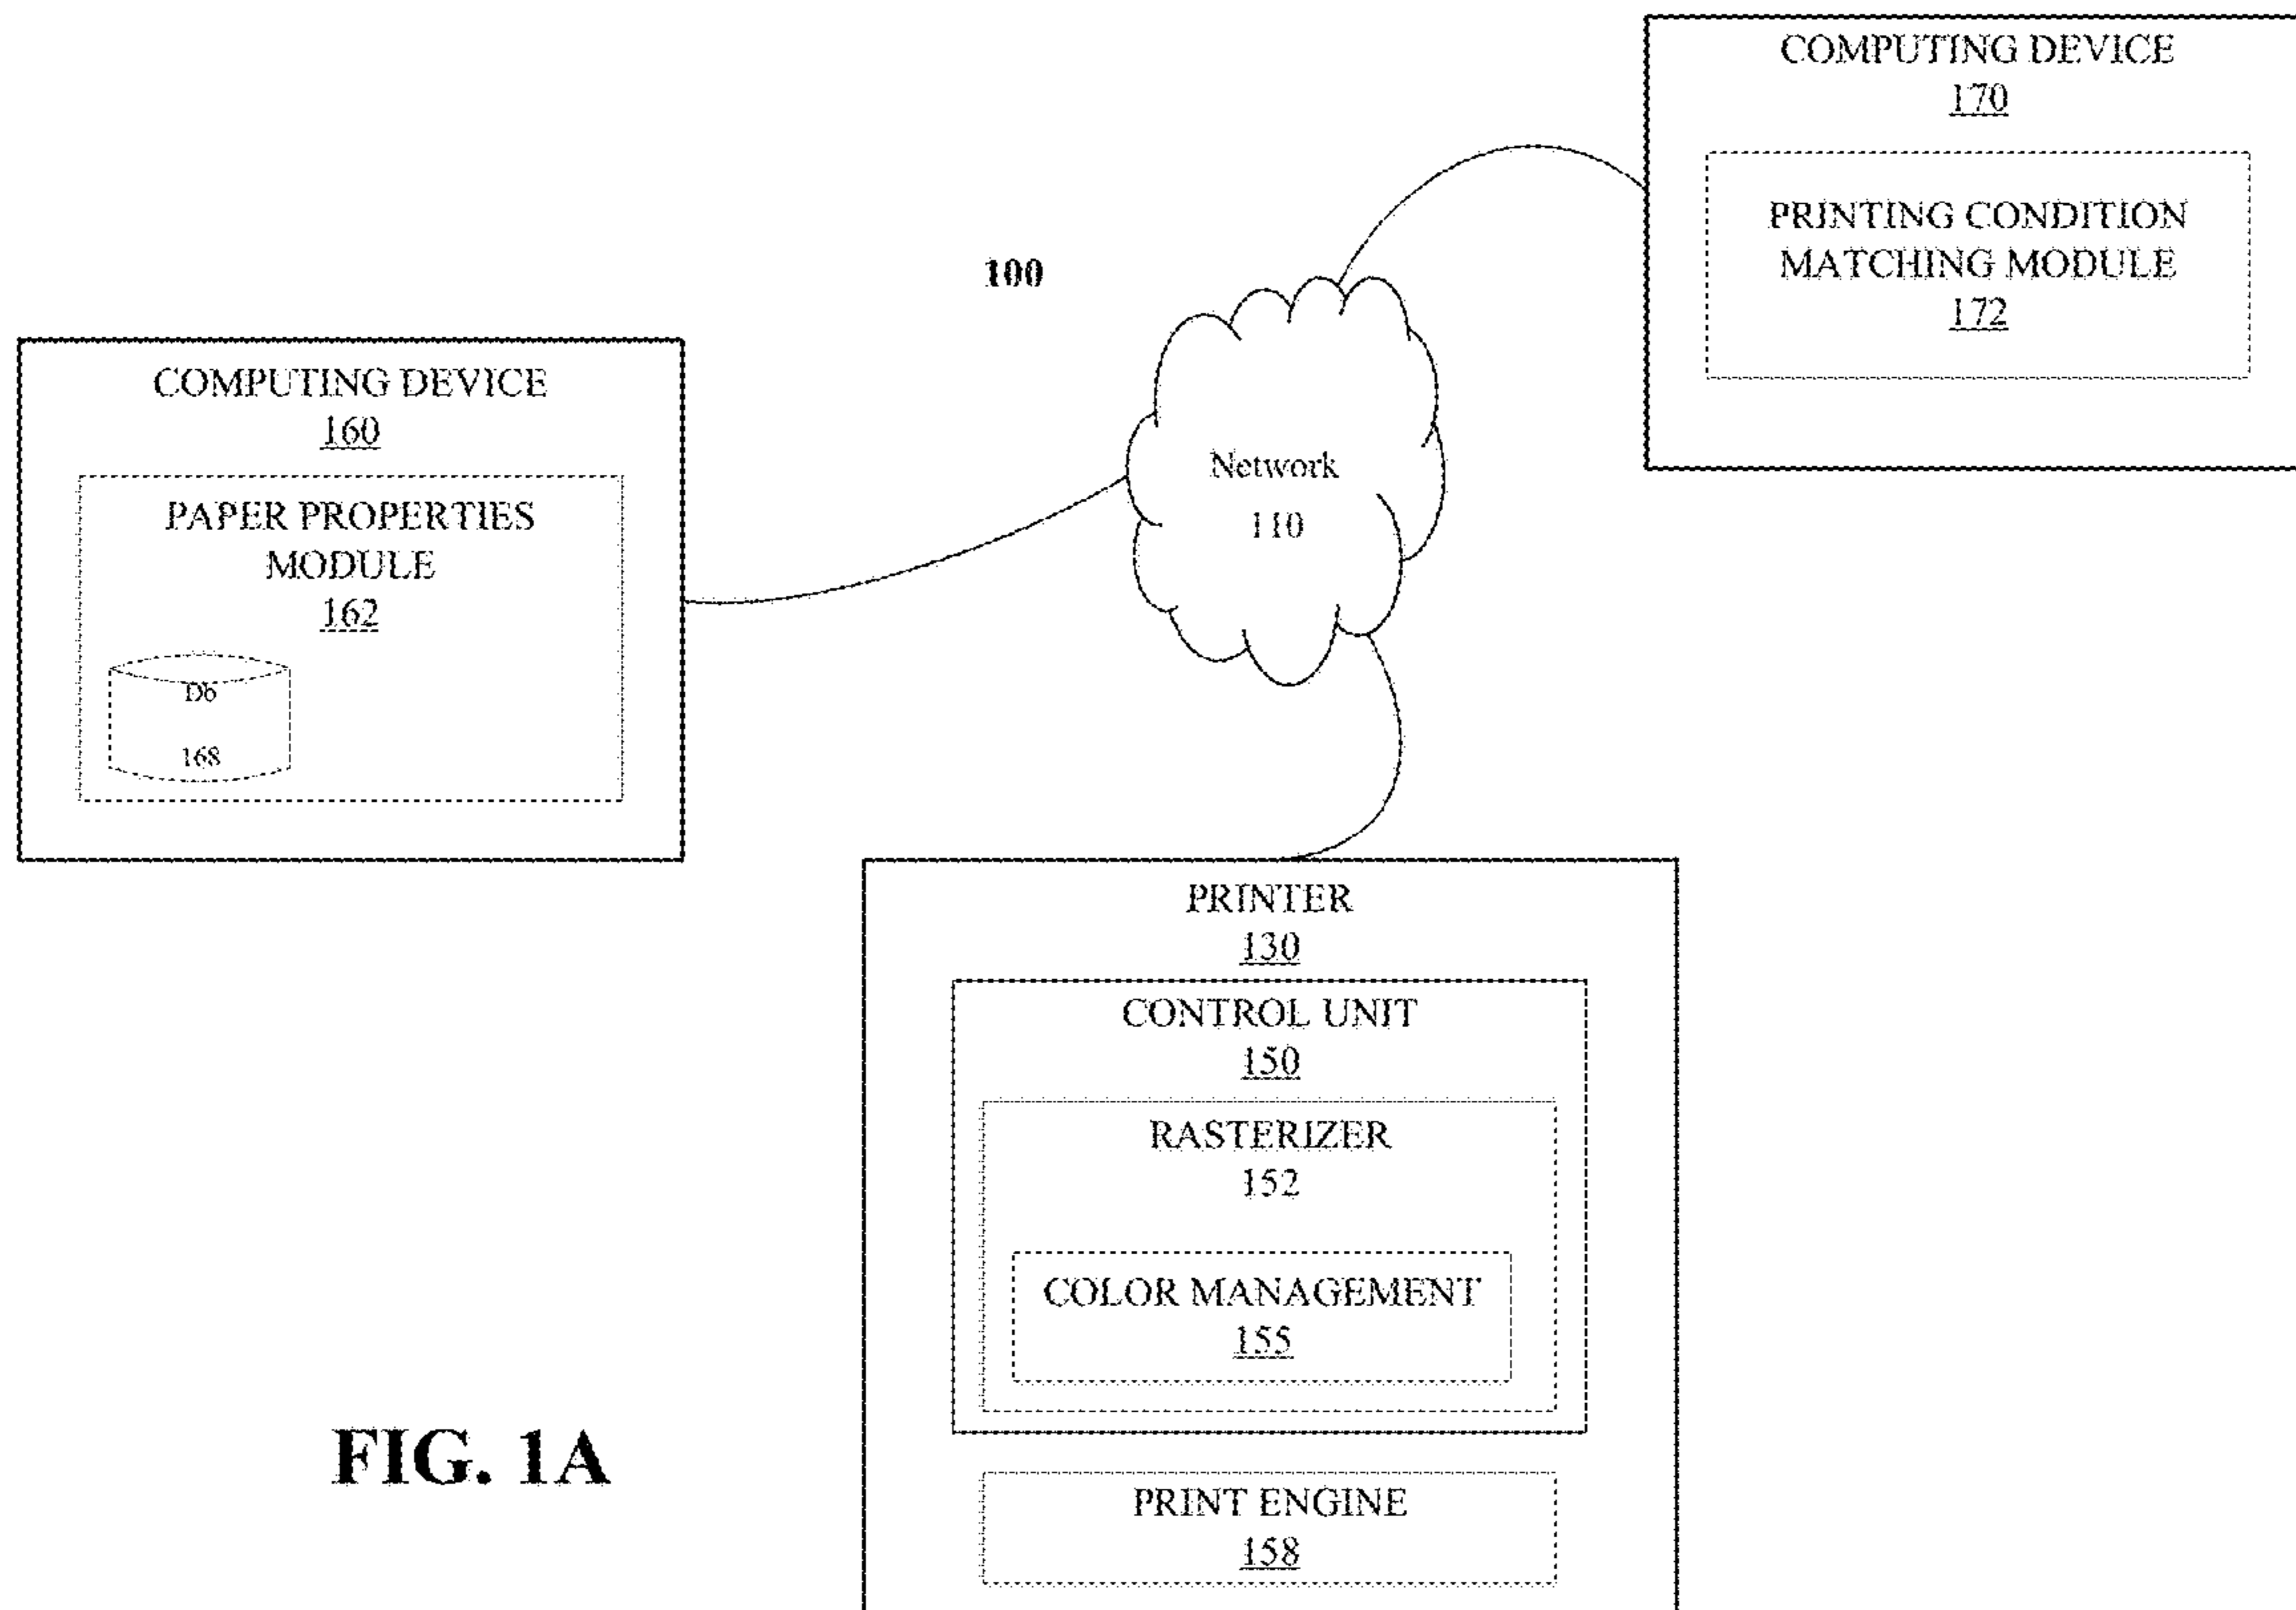 COMPUTING DEVICE
170
PRINTING CONDITION
MATCHING MODULE
172
100
COMPUTING DEVICE
160
PAPER PROPERTIES
MODULE
162
Db
168
Network
110
PRINTER
130
CONTROL UNIT
150
RASTERIZER
152
COLOR MANAGEMENT
155
PRINT ENGINE
158
FIG. 1A